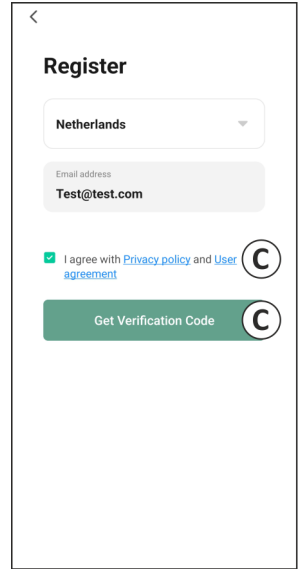 Register
Netherlands
Email address
Test@test.com
I agree with Privacy policy and User C
agreement
Get Verification Code C